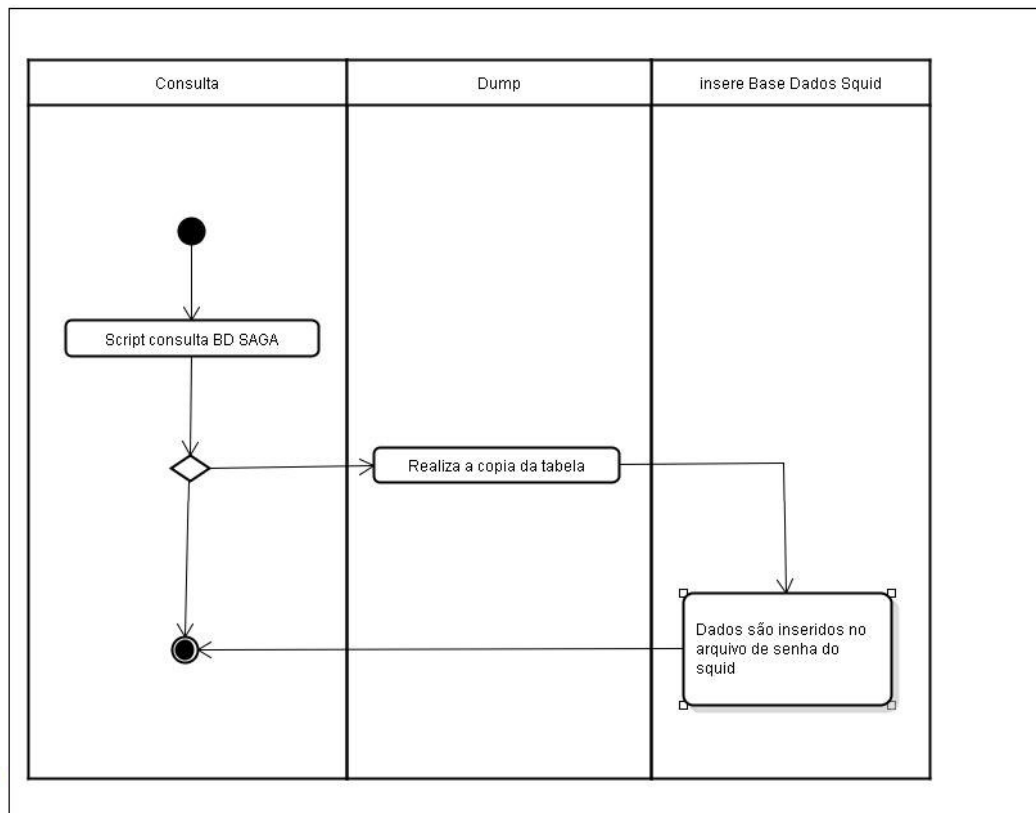 Consulta
Dump
insere Base Dados Squid
Script consulta BD SAGA
Realiza a copia da tabela
Dados são inseridos no
arquivo de senha do
squid